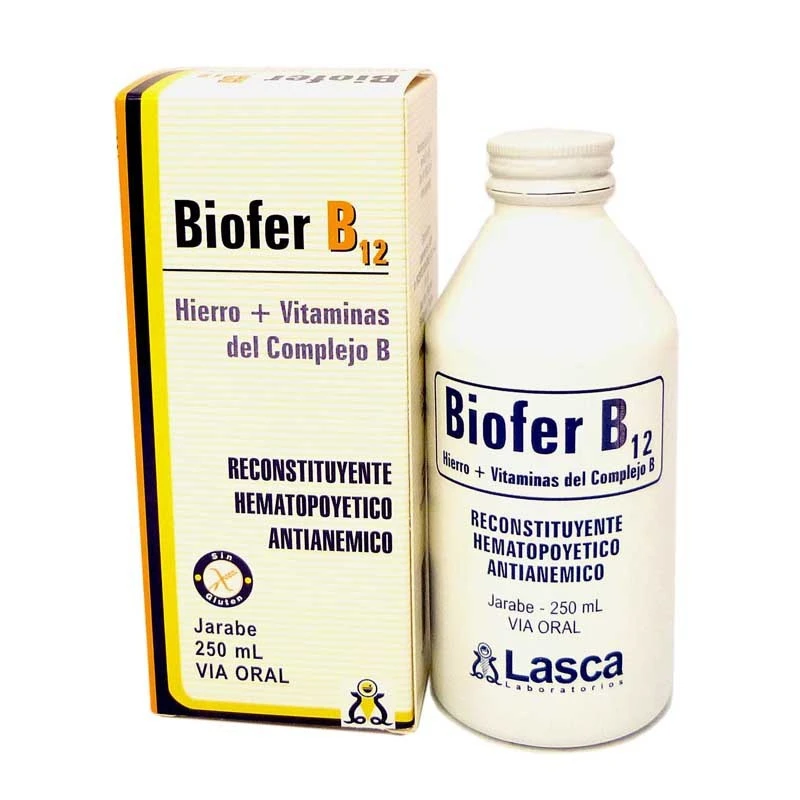 Biofer B12
Biofer B12
Hierro + Vitaminas
del Complejo B
RECONSTITUYENTE
HEMATOPOYETICO
ANTIANEMICO
Sin
Gluten
Jarabe
250 mL
VIA ORAL
Biofer B12
Hierro + Vitaminas del Complejo B
RECONSTITUYENTE
HEMATOPOYETICO
ANTIANEMICO
Jarabe - 250 mL
VIA ORAL
Lasca
Laboratorios